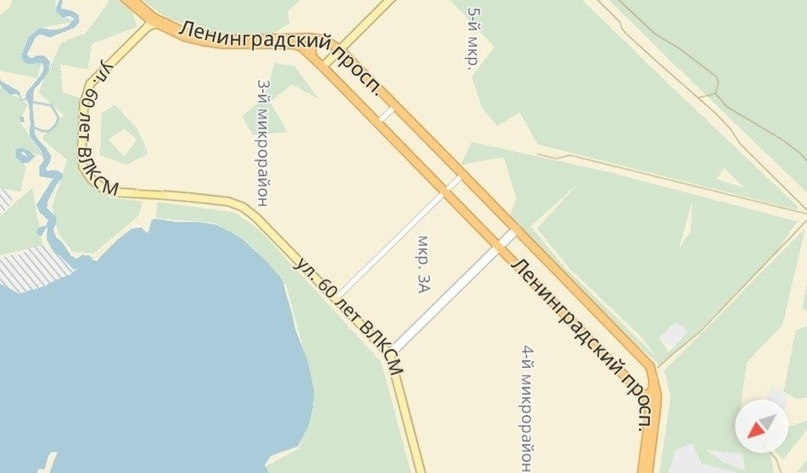 Ленинградский просп.
5-й мкр.
ул. 60 лет ВЛКСМ
3-й микрорайон
мкр. 3А
ул. 60 лет ВЛКСМ
Ленинградский просп.
4-й микрорайон